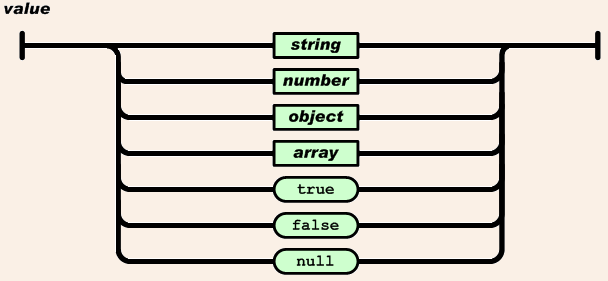 value
string
number
object
array
true
false
null